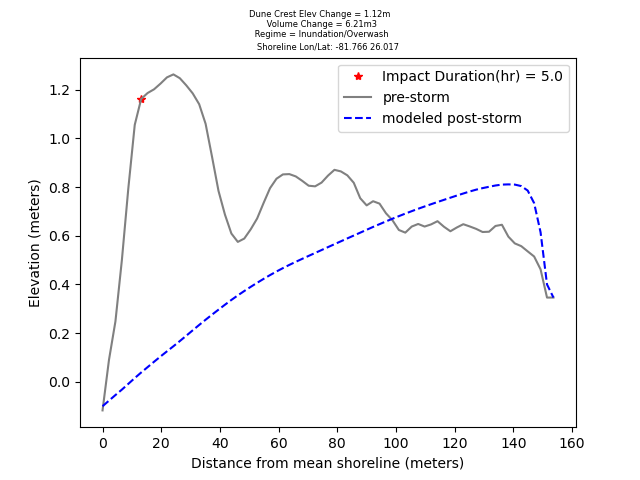 Dune Crest Elev Change = 1.12m
Volume Change = 6.21m3
Regime = Inundation/Overwash
Shoreline Lon/Lat: -81.766 26.017
Impact Duration(hr) = 5.0
pre-storm
modeled post-storm
1.2
1.0
0.8
0.6
0.4
0.2
0.0
Elevation (meters)
0 20 40 60 80 100 120 140 160
Distance from mean shoreline (meters)